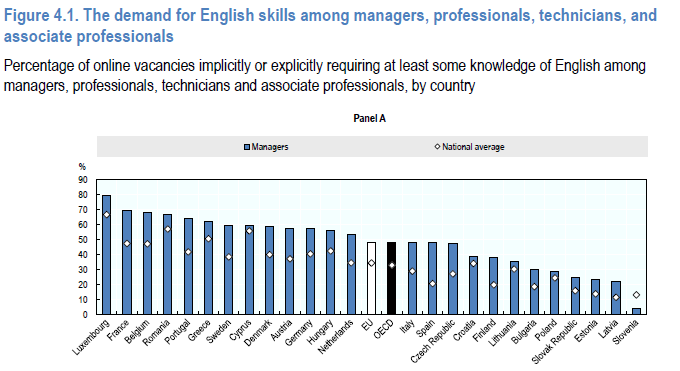 Figure 4.1. The demand for English skills among managers, professionals, technicians, and
associate professionals
Percentage of online vacancies implicitly or explicitly requiring at least some knowledge of English among
managers, professionals, technicians and associate professionals, by country
Panel A
Managers
National average
%
90
80
70
60
50
40
30
20
10
0
Luxembourg
France
Belgium
Romania
Portugal
Greece
Sweden
Cyprus
Denmark
Austria
Germany
Hungary
Netherlands
EU
OECD
Italy
Spain
Czech Republic
Croatia
Finland
Lithuania
Bulgaria
Poland
Slovak Republic
Estonia
Latvia
Slovenia